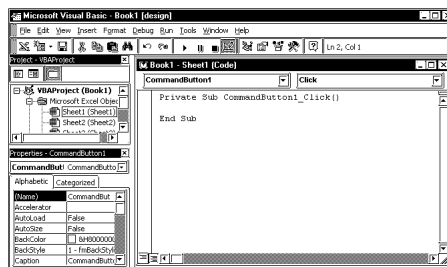 Microsoft Visual Basic - Book1 [design]
File Edit View Insert Format Debug Run Tools Window Help
Ln 2, Col 1
Project - VBAProject
VBAProject (Book1)
Microsoft Excel Objec
Sheet1 (Sheet1)
Sheet2 (Sheet2)
Properties - CommandButton1
CommandBut CommandButto
Alphabetic Categorized
(Name) CommandBut
Accelerator
AutoLoad False
AutoSize False
BackColor &H8000000
BackStyle 1 - fmBackStyl
Caption CommandButto
Book1 - Sheet1 (Code)
CommandButton1 Click
Private Sub CommandButton1_Click()
End Sub